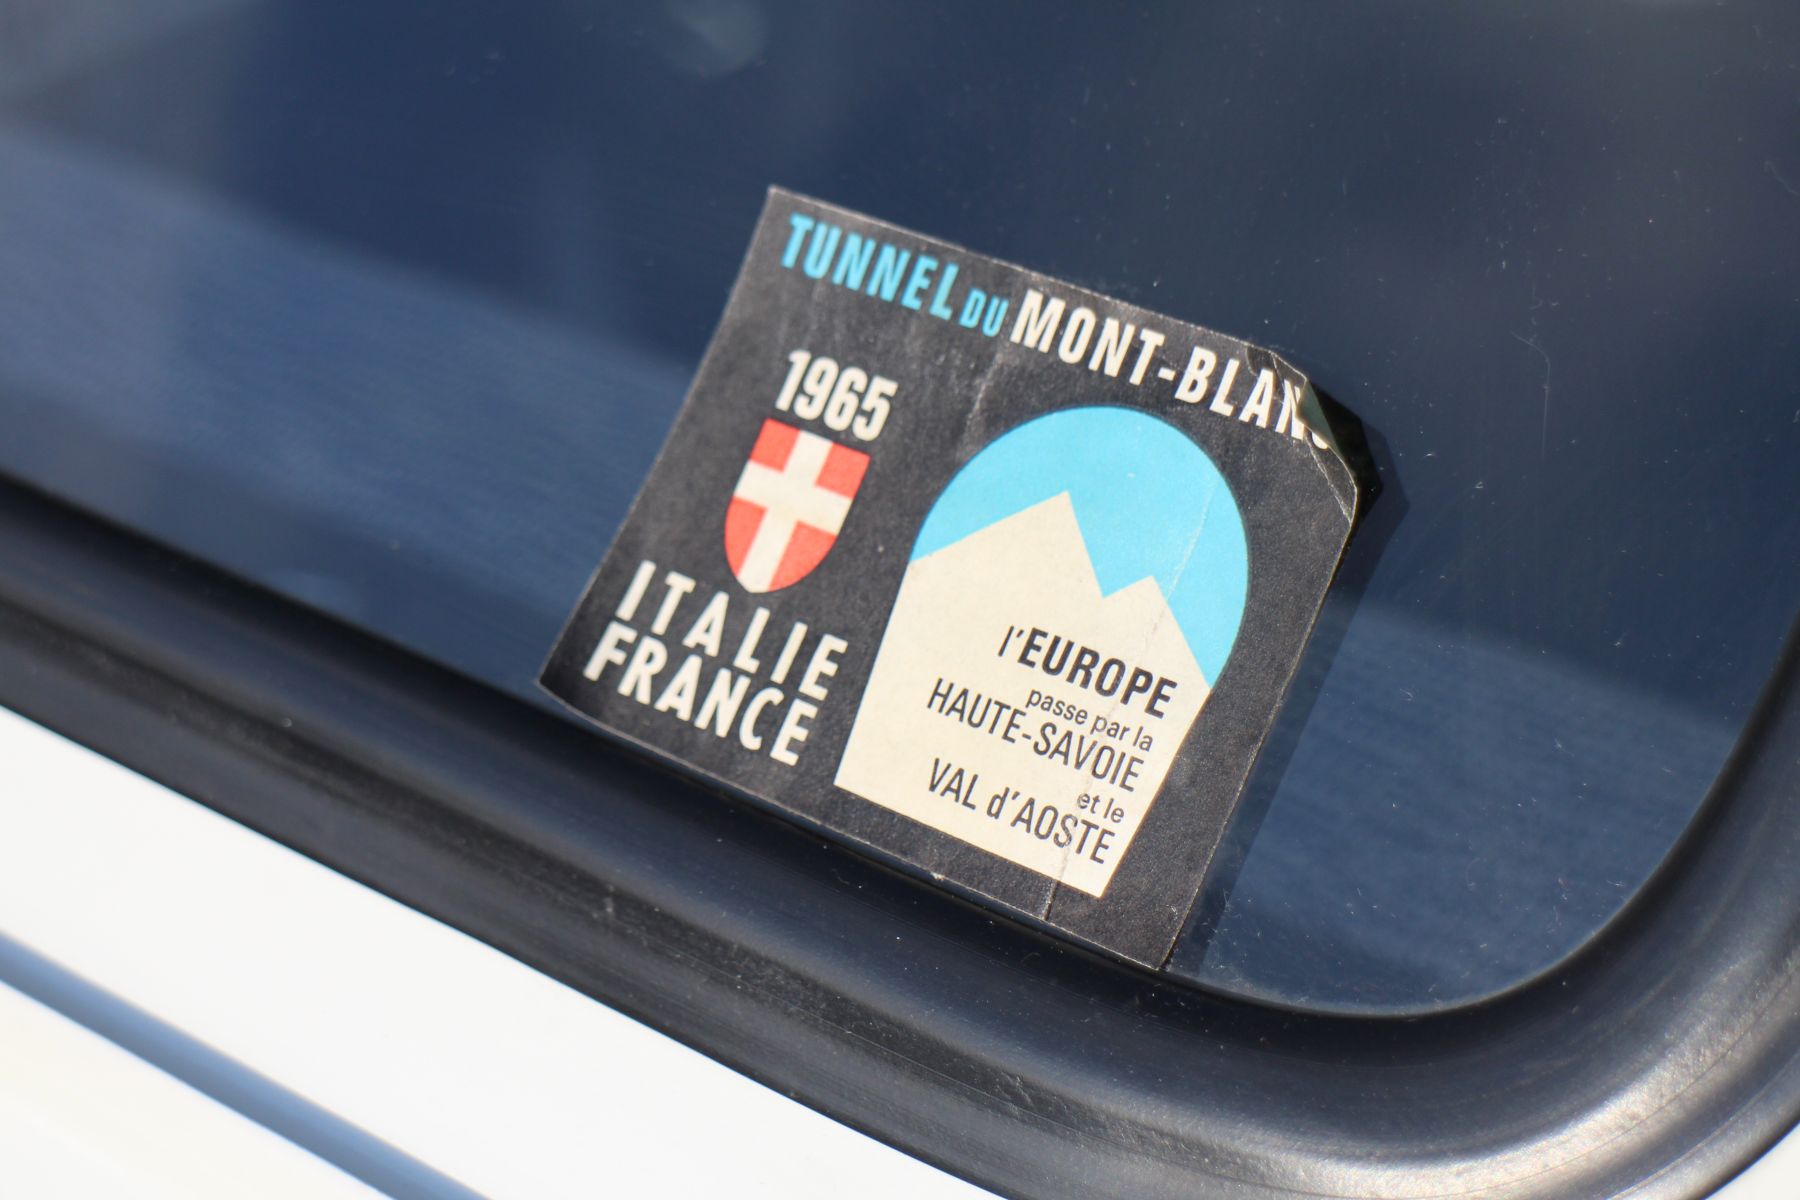 TUNNEL DU MONT-BLANC
1965
ITALIE
FRANCE
l'EUROPE
passe par la
HAUTE-SAVOIE
et le
VAL d'AOSTE